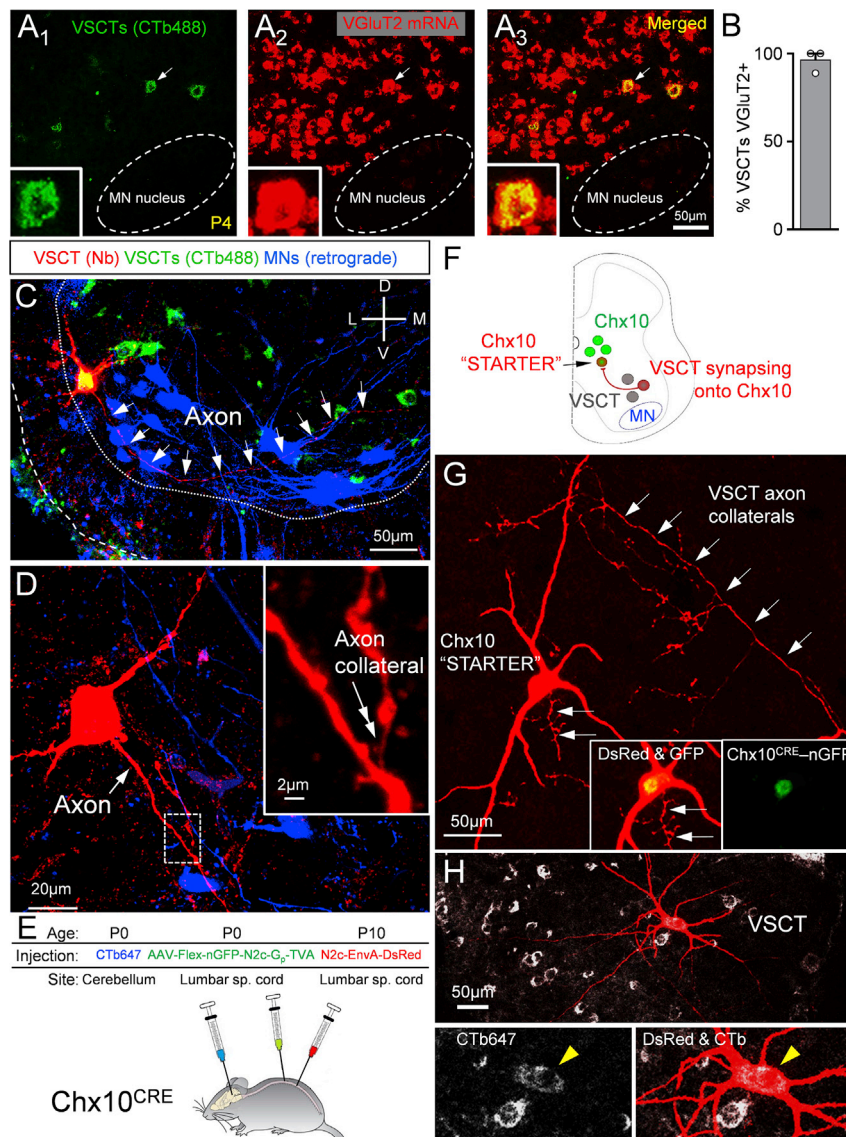 A1
VSCTs (CTb488)
MN nucleus
P4
A2
VGluT2 mRNA
MN nucleus
A3
Merged
MN nucleus
50µm
B
% VSCTs VGluT2+
100
50
0
VSCT (Nb) VSCTs (CTb488) MNs (retrograde)
C
D
L
M
V
Axon
50µm
D
Axon
20µm
Axon
collateral
2µm
E
Age: P0 P0 P10
Injection: CTb647 AAV-Flex-nGFP-N2c-Gp-TVA N2c-EnvA-DsRed
Site: Cerebellum Lumbar sp. cord Lumbar sp. cord
Chx10CRE
F
Chx10
Chx10
“STARTER”
VSCT synapsing
onto Chx10
VSCT
MN
G
VSCT axon
collaterals
Chx10
“STARTER”
50µm
DsRed & GFP
Chx10CRE–nGFP
H
VSCT
50µm
CTb647
DsRed & CTb